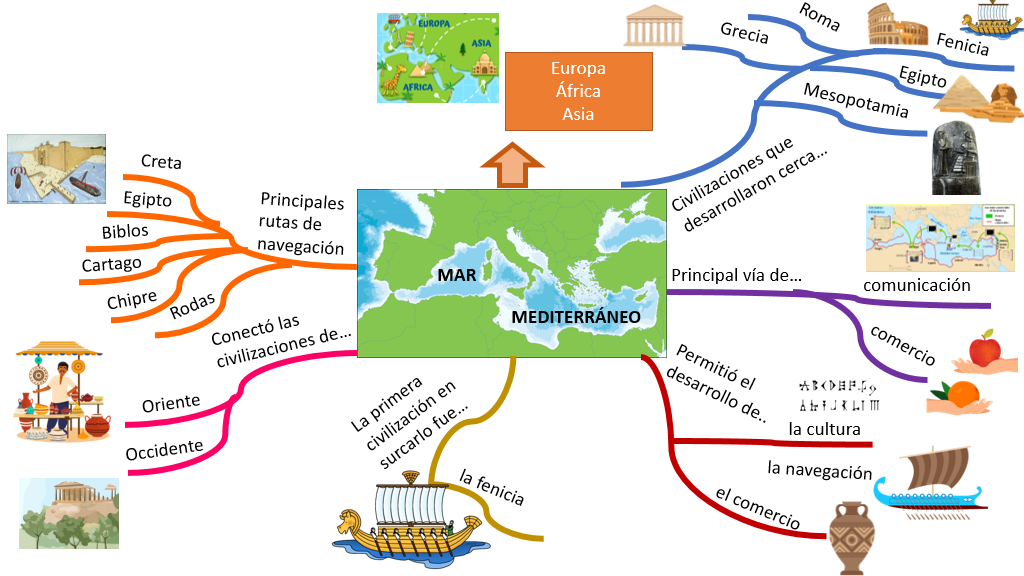 EUROPA
ASIA
AFRICA
Europa
África
Asia
MAR
MEDITERRÁNEO
Civilizaciones que
desarrollaron cerca...
Roma
Grecia
Fenicia
Egipto
Mesopotamia
Principal vía de...
comunicación
comercio
Permitió el
desarrollo de..
la cultura
la navegación
el comercio
La primera
civilización en
surcarlo fue...
la fenicia
Conectó las
civilizaciones de...
Oriente
Occidente
Principales
rutas de
navegación
Creta
Egipto
Biblos
Cartago
Chipre
Rodas